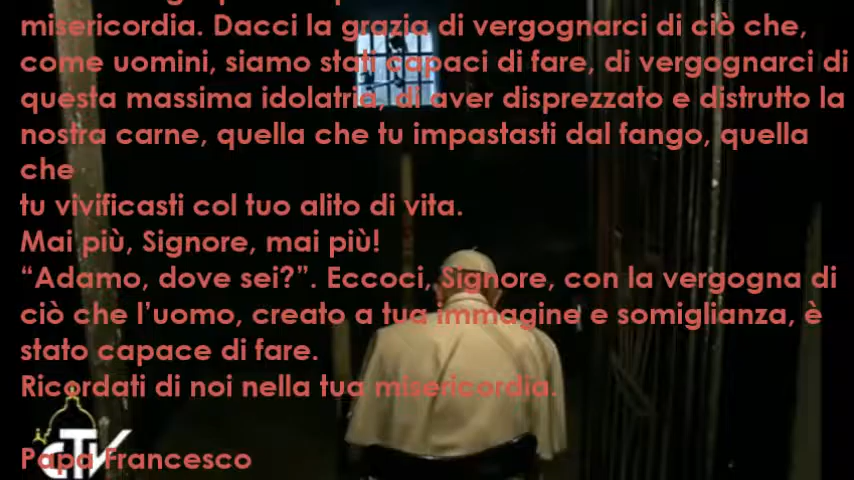 misericordia. Dacci la grazia di vergognarci di ciò che,
come uomini, siamo stati capaci di fare, di vergognarci di
questa massima idolatria, di aver disprezzato e distrutto la
nostra carne, quella che tu impastasti dal fango, quella
che
tu vivificasti col tuo alito di vita.
Mai più, Signore, mai più!
“Adamo, dove sei?”. Eccoci, Signore, con la vergogna di
ciò che l’uomo, creato a tua immagine e somiglianza, è
stato capace di fare.
Ricordati di noi nella tua misericordia.
CTV
Papa Francesco